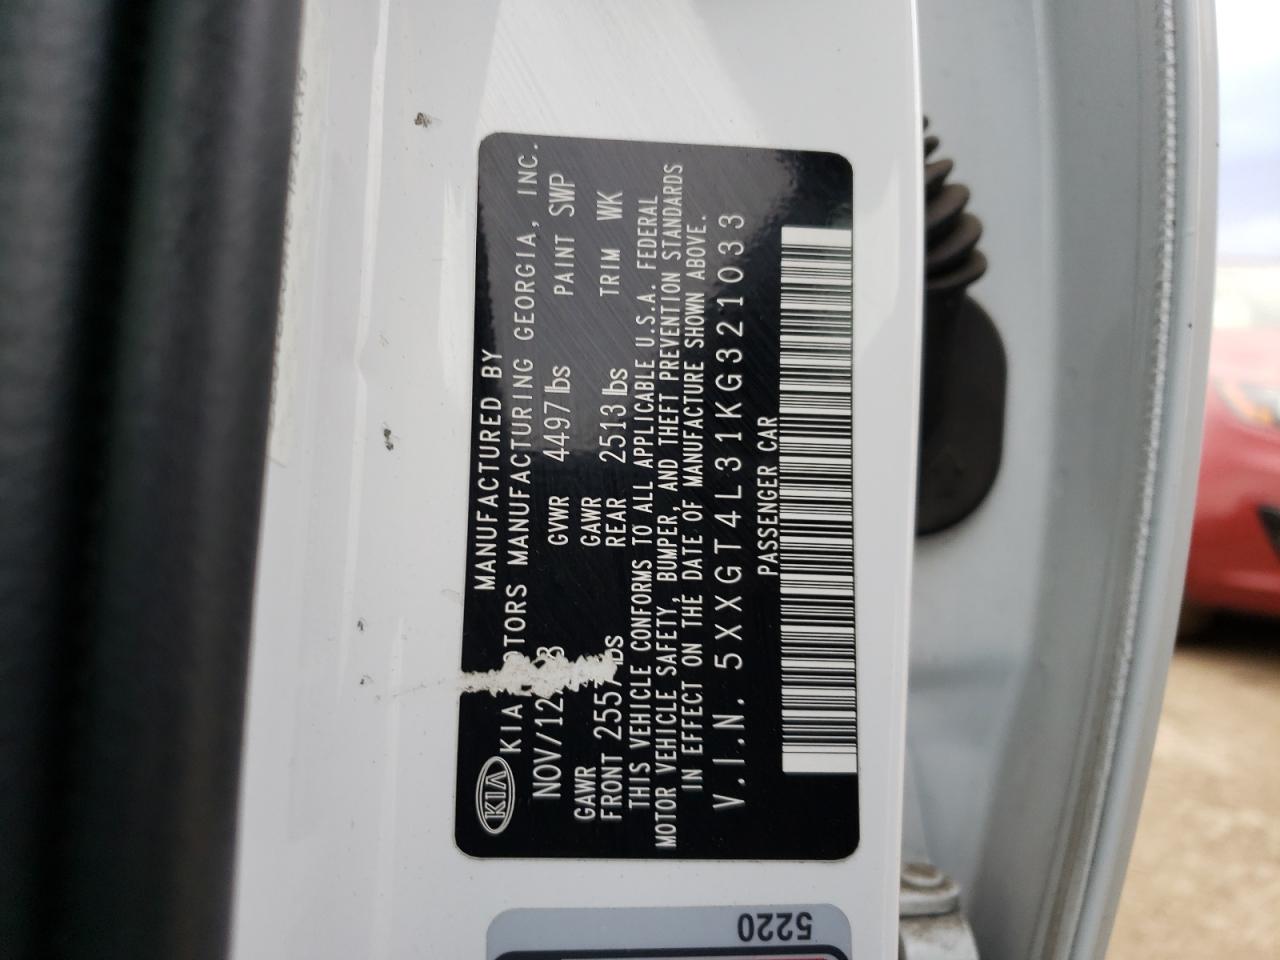 MANUFACTURED BY
KIA MOTORS MANUFACTURING GEORGIA, INC.
NOV/12 GVWR 4497 lbs PAINT SWP
GAWR FRONT 2557 lbs GAWR REAR 2513 lbs TRIM WK
THIS VEHICLE CONFORMS TO ALL APPLICABLE U.S.A. FEDERAL
MOTOR VEHICLE SAFETY, BUMPER, AND THEFT PREVENTION STANDARDS
IN EFFECT ON THE DATE OF MANUFACTURE SHOWN ABOVE.
V.I.N. 5XXGT4L31KG321033
PASSENGER CAR
KIA
5220